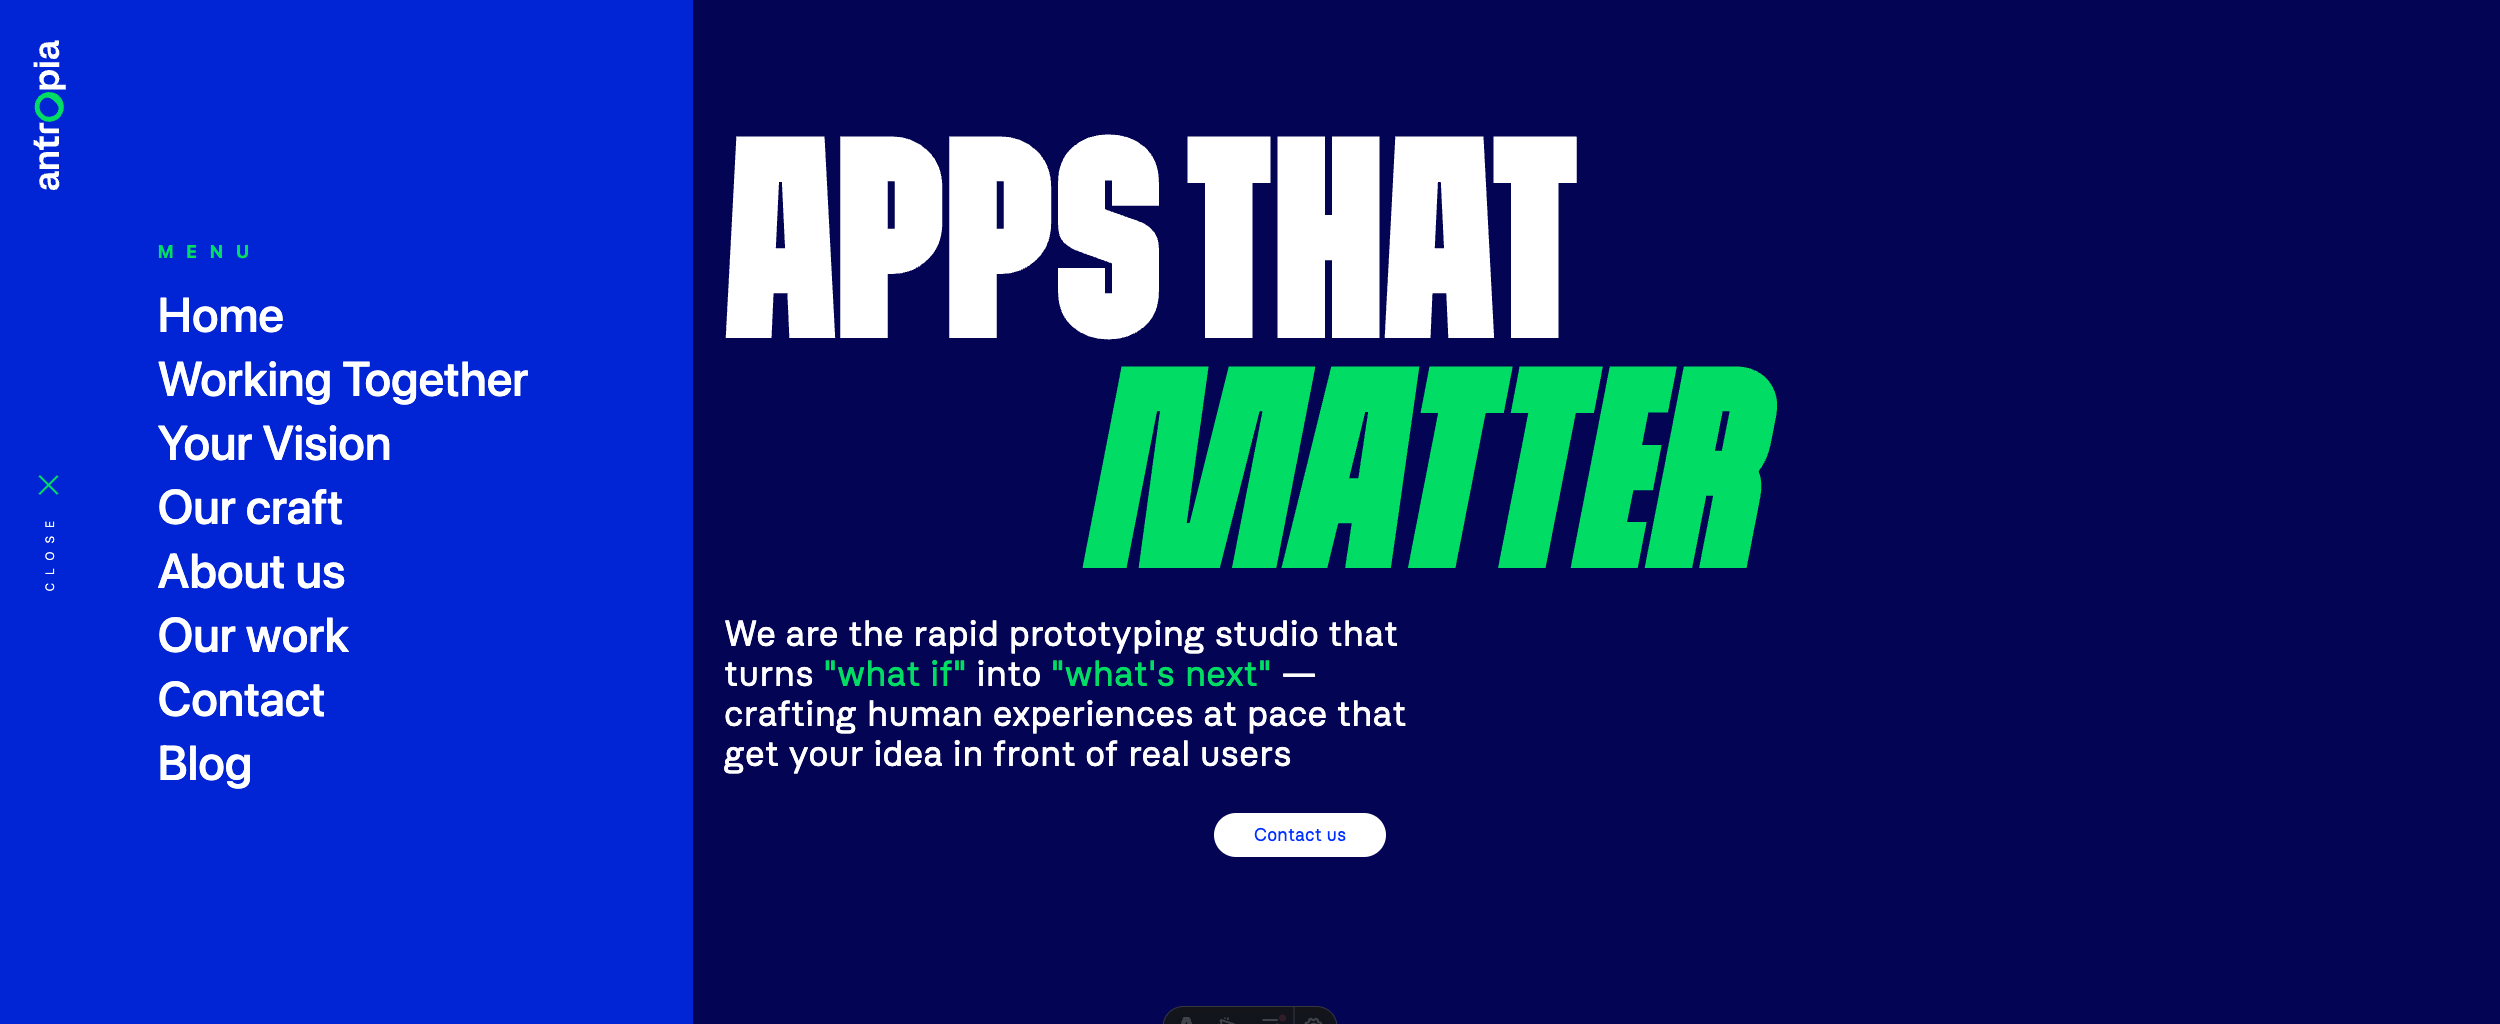 antropia
MENU
Home
Working Together
Your Vision
Our craft
About us
Our work
Contact
Blog
CLOSE
APPS THAT
MATTER
We are the rapid prototyping studio that
turns "what if" into "what's next" —
crafting human experiences at pace that
get your idea in front of real users
Contact us